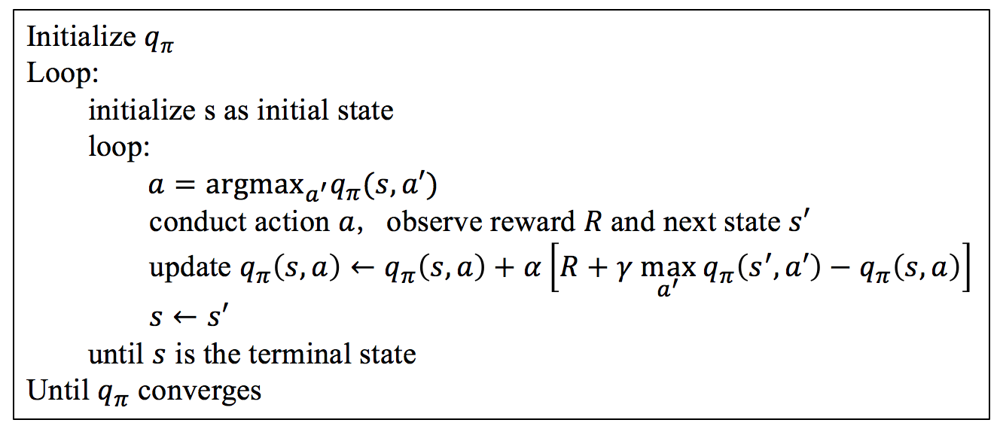 Initialize $q_\pi$
Loop:
initialize s as initial state
loop:
$a = \text{argmax}_{a'} q_\pi(s, a')$
conduct action $a$, observe reward $R$ and next state $s'$
update $q_\pi(s, a) \leftarrow q_\pi(s, a) + \alpha \left[ R + \gamma \max_{a'} q_\pi(s', a') - q_\pi(s, a) \right]$
$s \leftarrow s'$
until $s$ is the terminal state
Until $q_\pi$ converges